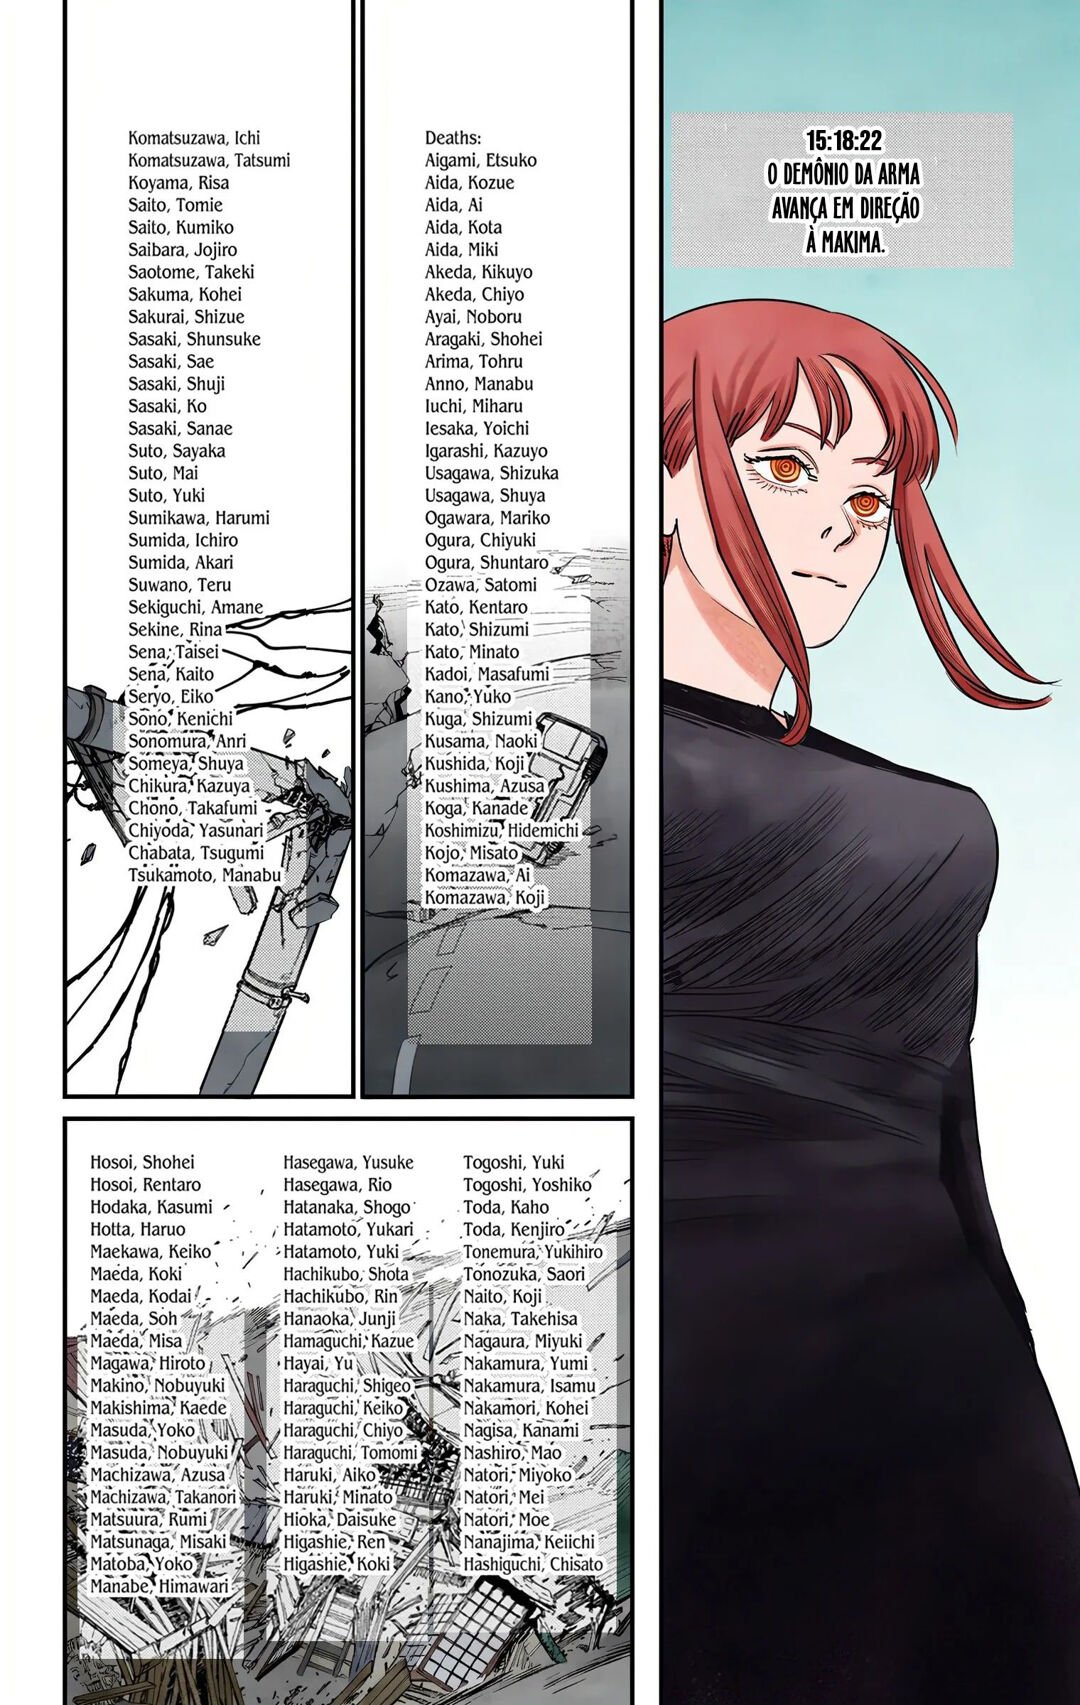 15:18:22
O DEMÔNIO DA ARMA
AVANÇA EM DIREÇÃO
À MAKIMA.
Deaths:
Aigami, Etsuko
Aida, Kozue
Aida, Ai
Aida, Kota
Aida, Miki
Akeda, Kikuyo
Akeda, Chiyo
Ayai, Noboru
Aragaki, Shohei
Arima, Tohru
Anno, Manabu
Iuchi, Miharu
Iesaka, Yoichi
Igarashi, Kazuyo
Usagawa, Shizuka
Usagawa, Shuya
Ogawara, Mariko
Ogura, Chiyuki
Ogura, Shuntaro
Ozawa, Satomi
Kato, Kentaro
Kato, Shizumi
Kato, Minato
Kadoi, Masafumi
Kano, Yuko
Kuga, Shizumi
Kusama, Naoki
Kushida, Koji
Kushima, Azusa
Koga, Kanade
Koshimizu, Hidemichi
Kojo, Misato
Komazawa, Ai
Komazawa, Koji
Komatsuzawa, Ichi
Komatsuzawa, Tatsumi
Koyama, Risa
Saito, Tomie
Saito, Kumiko
Saibara, Jojiro
Saotome, Takeki
Sakuma, Kohei
Sakurai, Shizue
Sasaki, Shunsuke
Sasaki, Sae
Sasaki, Shuji
Sasaki, Ko
Sasaki, Sanae
Suto, Sayaka
Suto, Mai
Suto, Yuki
Sumikawa, Harumi
Sumida, Ichiro
Sumida, Akari
Suwano, Teru
Sekiguchi, Amane
Sekine, Rina
Sena, Taisei
Sena, Kaito
Seryo, Eiko
Sono, Kenichi
Sonomura, Anri
Someya, Shuya
Chikura, Kazuya
Chono, Takafumi
Chiyoda, Yasunari
Chabata, Tsugumi
Tsukamoto, Manabu
Togoshi, Yuki
Togoshi, Yoshiko
Toda, Kaho
Toda, Kenjiro
Tonemura, Yukihiro
Tonozuka, Saori
Naito, Koji
Naka, Takehisa
Nagaura, Miyuki
Nakamura, Yumi
Nakamura, Isamu
Nakamori, Kohei
Nagisa, Kanami
Nashiro, Mao
Natori, Miyoko
Natori, Mei
Natori, Moe
Nanajima, Keiichi
Hashiguchi, Chisato
Hasegawa, Yusuke
Hasegawa, Rio
Hatanaka, Shogo
Hatamoto, Yukari
Hatamoto, Yuki
Hachikubo, Shota
Hachikubo, Rin
Hanaoka, Junji
Hamaguchi, Kazue
Hayai, Yu
Haraguchi, Shigeo
Haraguchi, Keiko
Haraguchi, Chiyo
Haraguchi, Tomomi
Haruki, Aiko
Haruki, Minato
Hioka, Daisuke
Higashie, Ren
Higashie, Koki
Hosoi, Shohei
Hosoi, Rentaro
Hodaka, Kasumi
Hotta, Haruo
Maekawa, Keiko
Maeda, Koki
Maeda, Kodai
Maeda, Soh
Maeda, Misa
Magawa, Hiroto
Makino, Nobuyuki
Makishima, Kaede
Masuda, Yoko
Masuda, Nobuyuki
Machizawa, Azusa
Machizawa, Takanori
Matsuura, Rumi
Matsunaga, Misaki
Matoba, Yoko
Manabe, Himawari